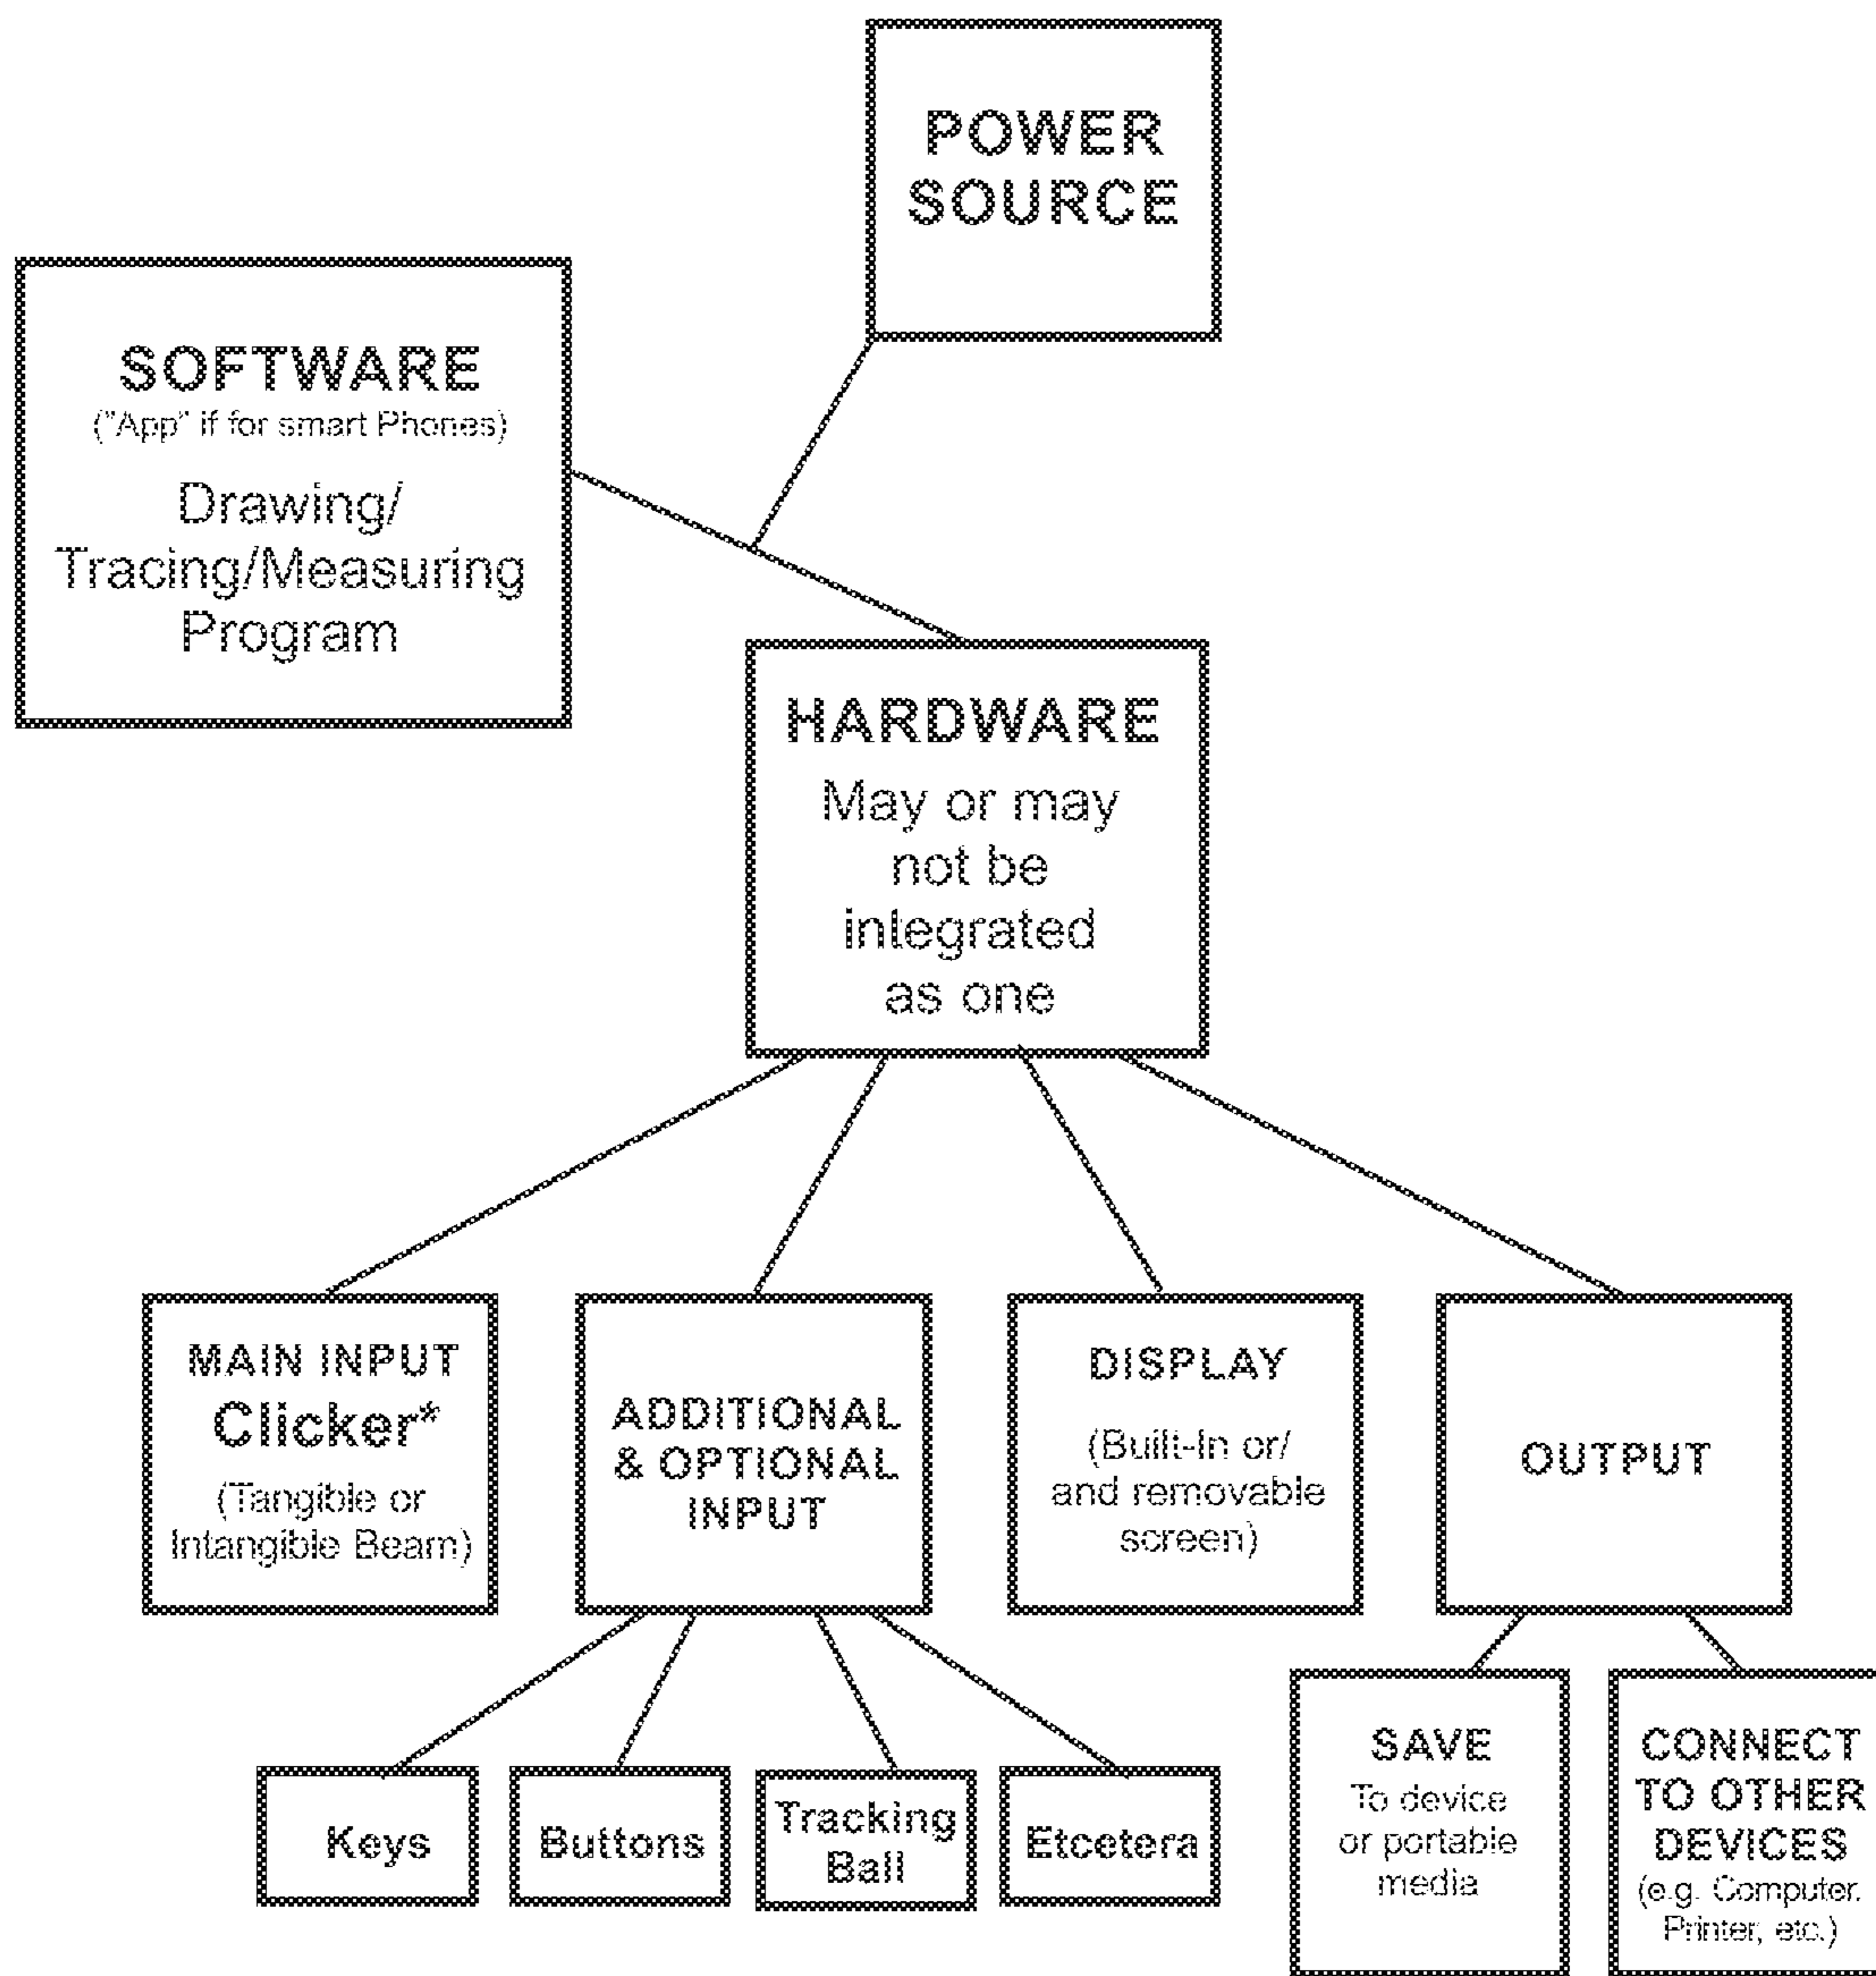 POWER
SOURCE
SOFTWARE
("App" if for smart Phones)
Drawing/
Tracing/Measuring
Program
HARDWARE
May or may
not be
integrated
as one
MAIN INPUT
Clicker*
(Tangible or
Intangible Beam)
ADDITIONAL
& OPTIONAL
INPUT
DISPLAY
(Built-In or/
and removable
screen)
OUTPUT
Keys
Buttons
Tracking
Ball
Etcetera
SAVE
To device
or portable
media
CONNECT
TO OTHER
DEVICES
(e.g. Computer.
Printer, etc.)